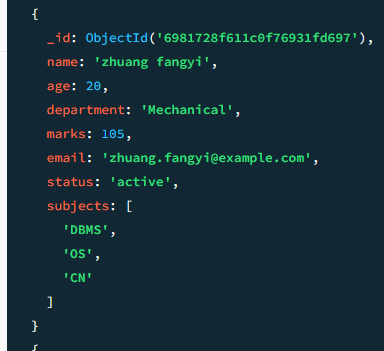 {
_id: ObjectId('6981728f611c0f76931fd697'),
name: 'zhuang fangyi',
age: 20,
department: 'Mechanical',
marks: 105,
email: 'zhuang.fangyi@example.com',
status: 'active',
subjects: [
'DBMS',
'OS',
'CN'
]
}
{